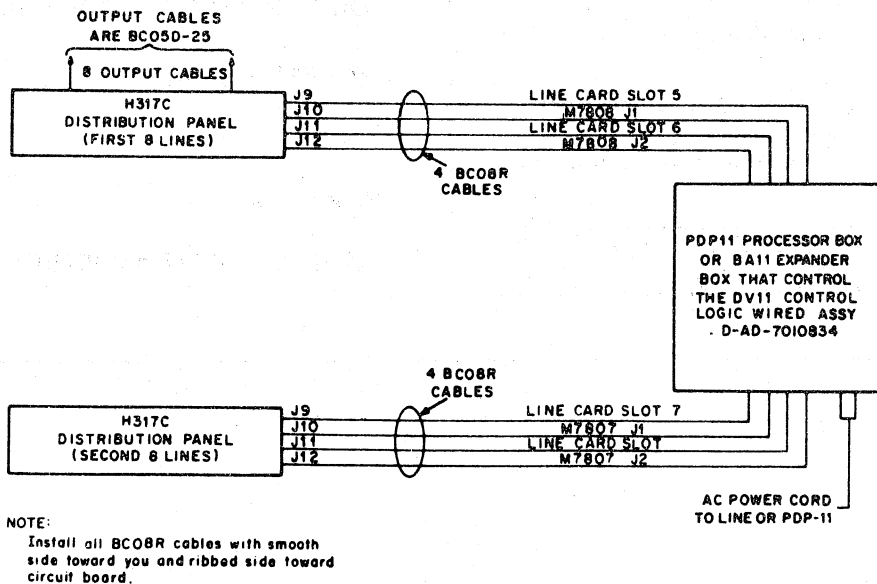 OUTPUT CABLES
ARE BC05D-25
8 OUTPUT CABLES
H317C
DISTRIBUTION PANEL
(FIRST 8 LINES)
J9
J10
J11
J12
LINE CARD SLOT 5
M7808 J1
LINE CARD SLOT 6
M7808 J2
4 BC08R
CABLES
PDP11 PROCESSOR BOX
OR BA11 EXPANDER
BOX THAT CONTROL
THE DV11 CONTROL
LOGIC WIRED ASSY
. D-AD-7010834
4 BC08R
CABLES
H317C
DISTRIBUTION PANEL
(SECOND 8 LINES)
J9
J10
J11
J12
LINE CARD SLOT 7
M7807 J1
LINE CARD SLOT
M7807 J2
AC POWER CORD
TO LINE OR PDP-11
NOTE:
Install all BC08R cables with smooth
side toward you and ribbed side toward
circuit board.